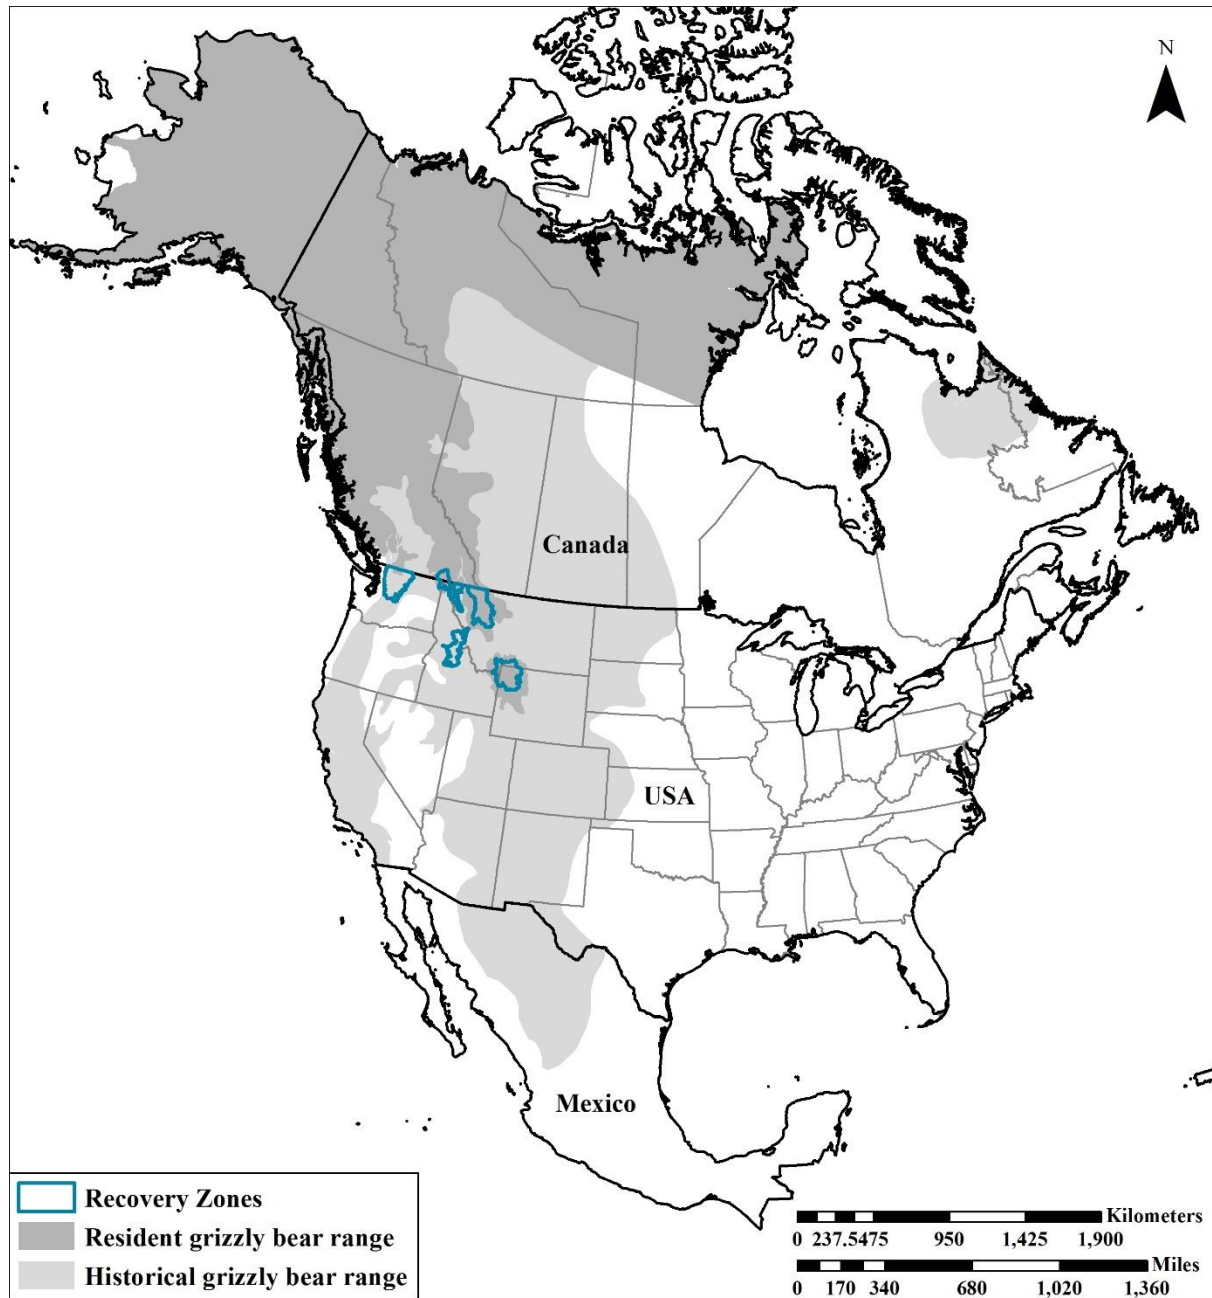 N
Canada
USA
Mexico
Recovery Zones
Resident grizzly bear range
Historical grizzly bear range
Kilometers
0 237.5475 950 1,425 1,900
Miles
0 170 340 680 1,020 1,360